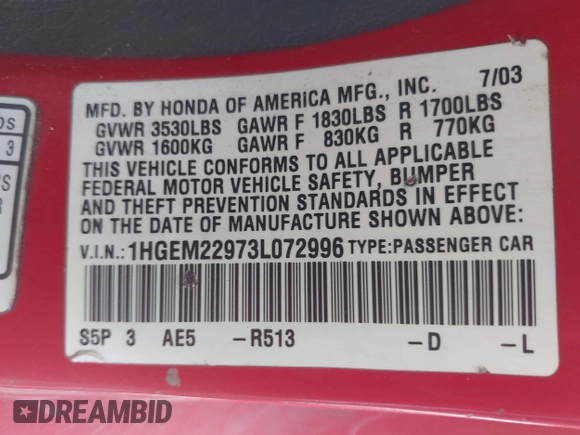 MFD. BY HONDA OF AMERICA MFG., INC. 7/03
GVWR 3530LBS GAWR F 1830LBS R 1700LBS
GVWR 1600KG GAWR F 830KG R 770KG
THIS VEHICLE CONFORMS TO ALL APPLICABLE
FEDERAL MOTOR VEHICLE SAFETY, BUMPER
AND THEFT PREVENTION STANDARDS IN EFFECT
ON THE DATE OF MANUFACTURE SHOWN ABOVE:
V.I.N.: 1HGEM22973L072996 TYPE: PASSENGER CAR
S5P 3 AE5 -R513 -D -L
3
DREAMBID